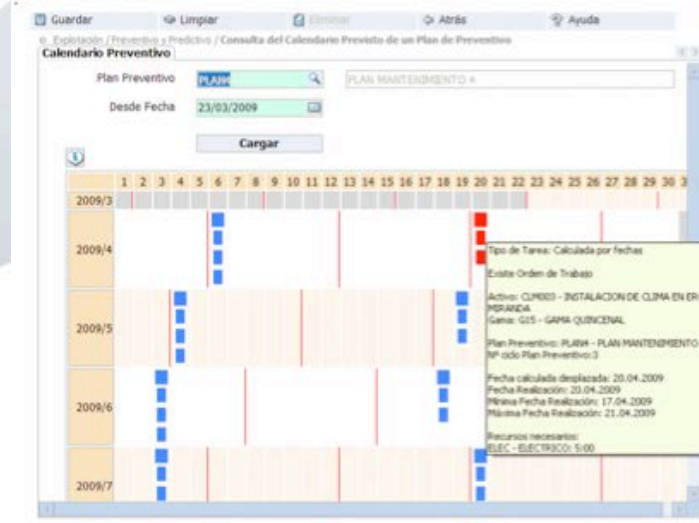 Guardar Limpiar Eliminar Atrás Ayuda
Explotación / Preventivo y Predictivo / Consulta del Calendario Previsto de un Plan de Preventivo
Calendario Preventivo
Plan Preventivo PLAN4 PLAN MANTENIMIENTO 4
Desde Fecha 23/03/2009
Cargar
1 2 3 4 5 6 7 8 9 10 11 12 13 14 15 16 17 18 19 20 21 22 23 24 25 26 27 28 29 30 3
2009/3
2009/4
Tipo de Tarea: Calculada por fechas
Existe Orden de Trabajo
Activo: CLM003 - INSTALACION DE CLIMA EN ER
MIRANDA
Gama: G15 - GAMA QUINCENAL
2009/5
Plan Preventivo: PLAN4 - PLAN MANTENIMIENTO
Nº ciclo Plan Preventivo: 3
Fecha calculada desplazada: 20.04.2009
Fecha Realización: 20.04.2009
Mínima Fecha Realización: 17.04.2009
Máxima Fecha Realización: 21.04.2009
2009/6
Recursos necesarios:
ELEC - ELECTRICO: 5:00
2009/7